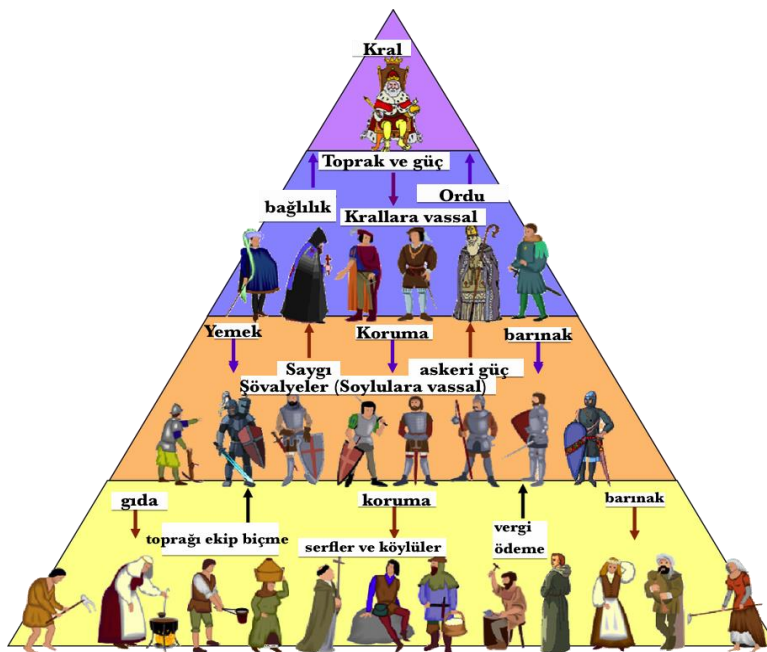 Kral
Toprak ve güç
bağlılık
Ordu
Krallara vassal
Yemek
Koruma
barınak
Saygı
askeri güç
Şövalyeler (Soylulara vassal)
gıda
koruma
barınak
toprağı ekip biçme
serfler ve köylüler
vergi
ödeme